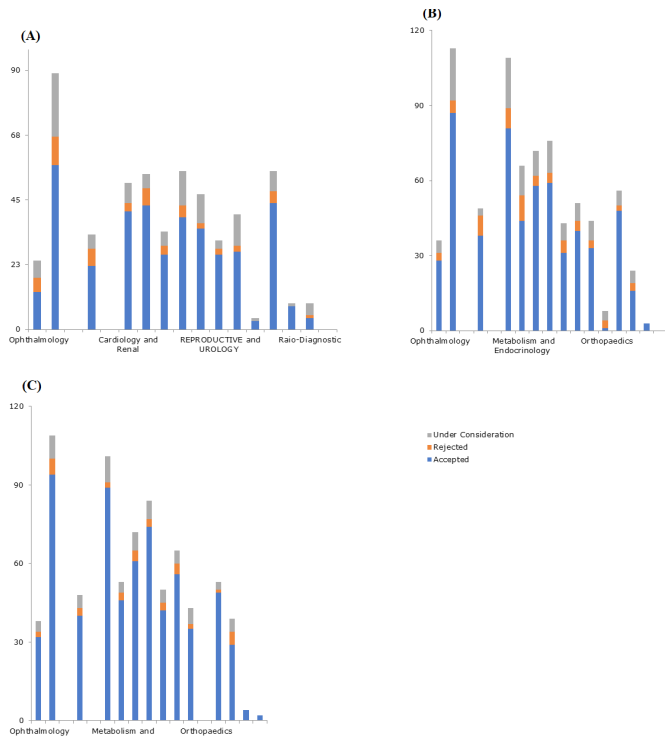 (A)
90
68
45
23
0
Ophthalmology
Cardiology and
Renal
REPRODUCTIVE and
UROLOGY
Raio-Diagnostic
(B)
120
90
60
30
0
Ophthalmology
Metabolism and
Endocrinology
Orthopaedics
(C)
120
90
60
30
0
Ophthalmology
Metabolism and
Orthopaedics
Under Consideration
Rejected
Accepted